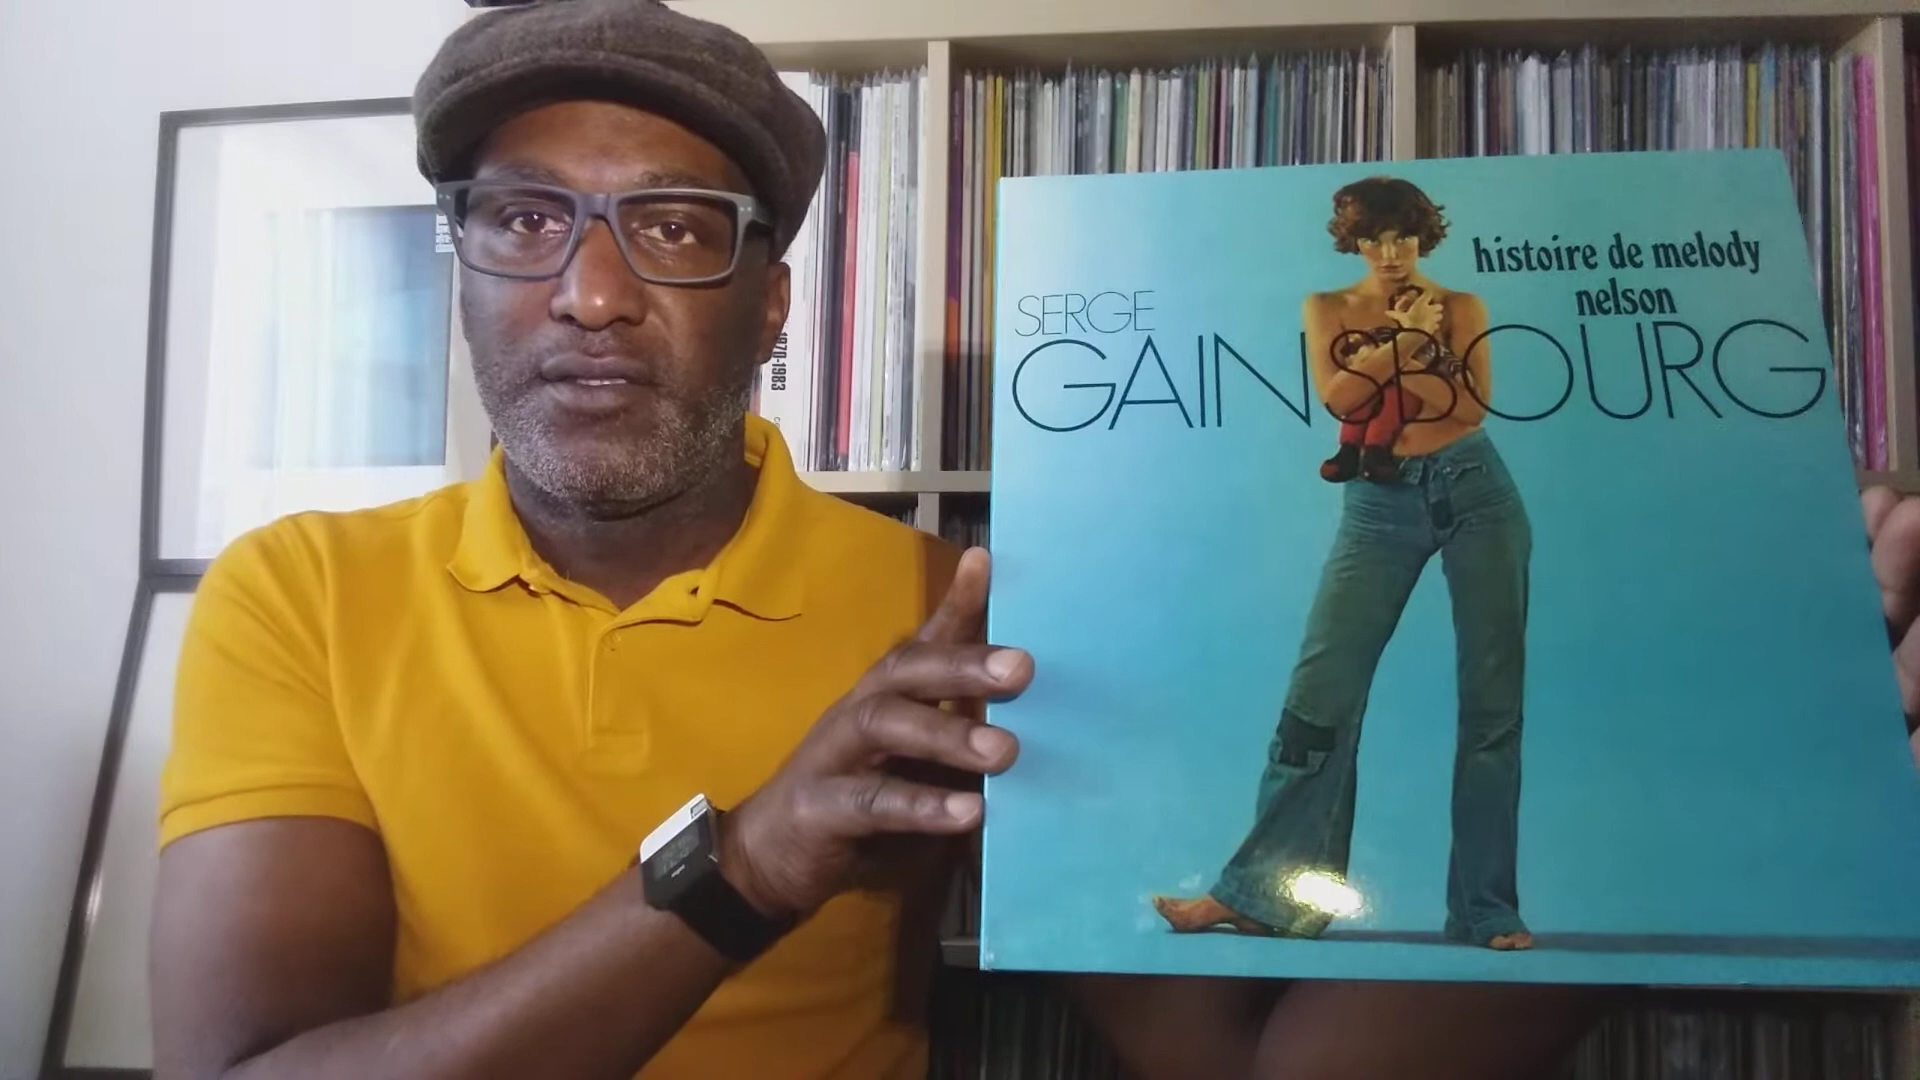 histoire de melody
nelson
SERGE
GAINSBOURG
1970-1983